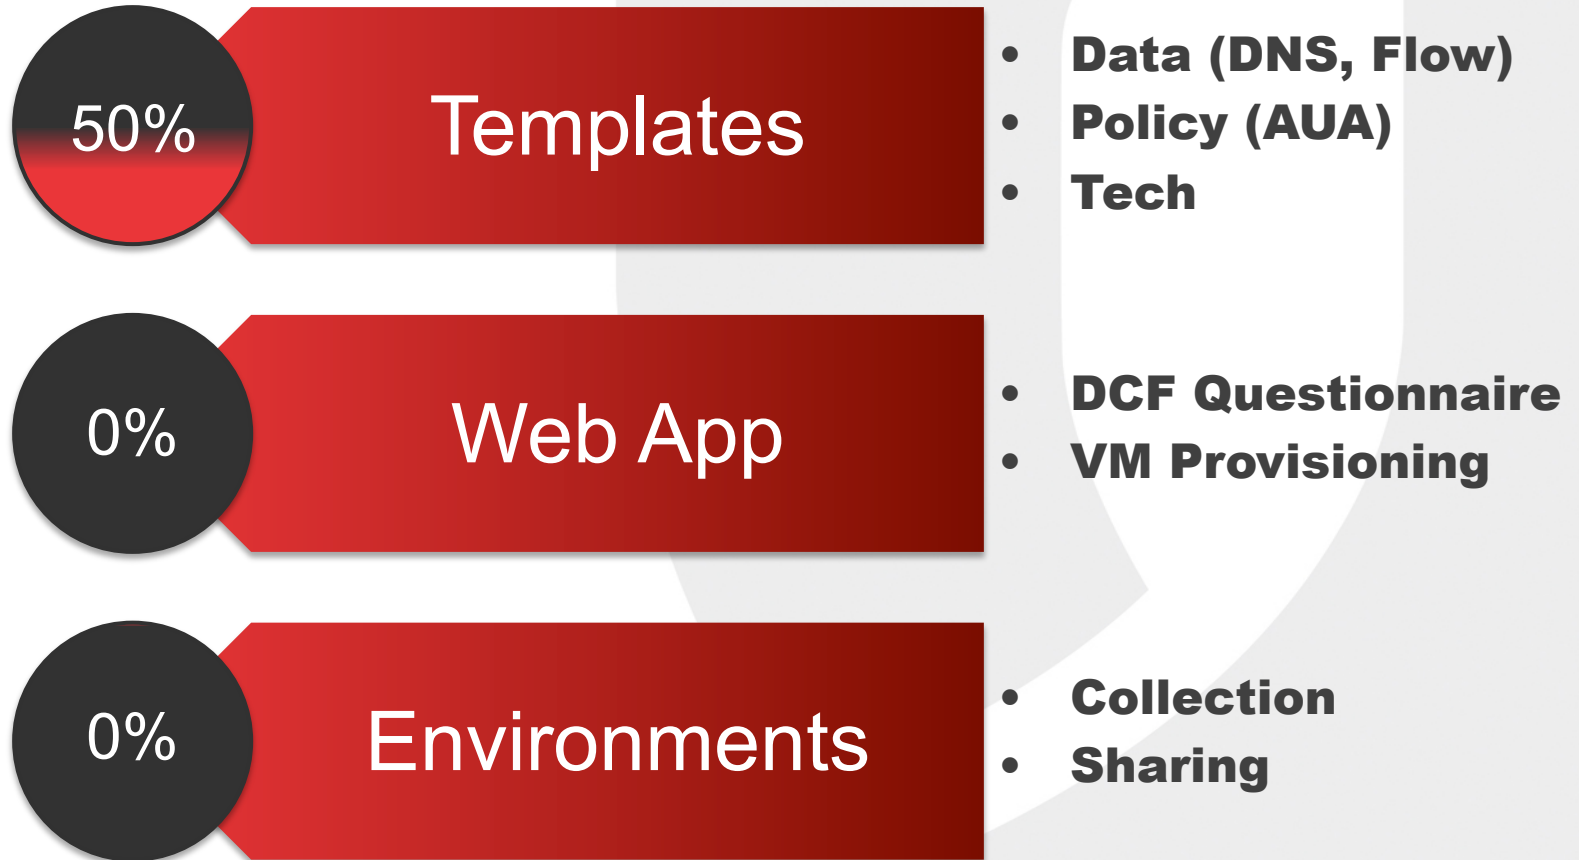 50%
Templates
• Data (DNS, Flow)
• Policy (AUA)
• Tech
0%
Web App
• DCF Questionnaire
• VM Provisioning
0%
Environments
• Collection
• Sharing